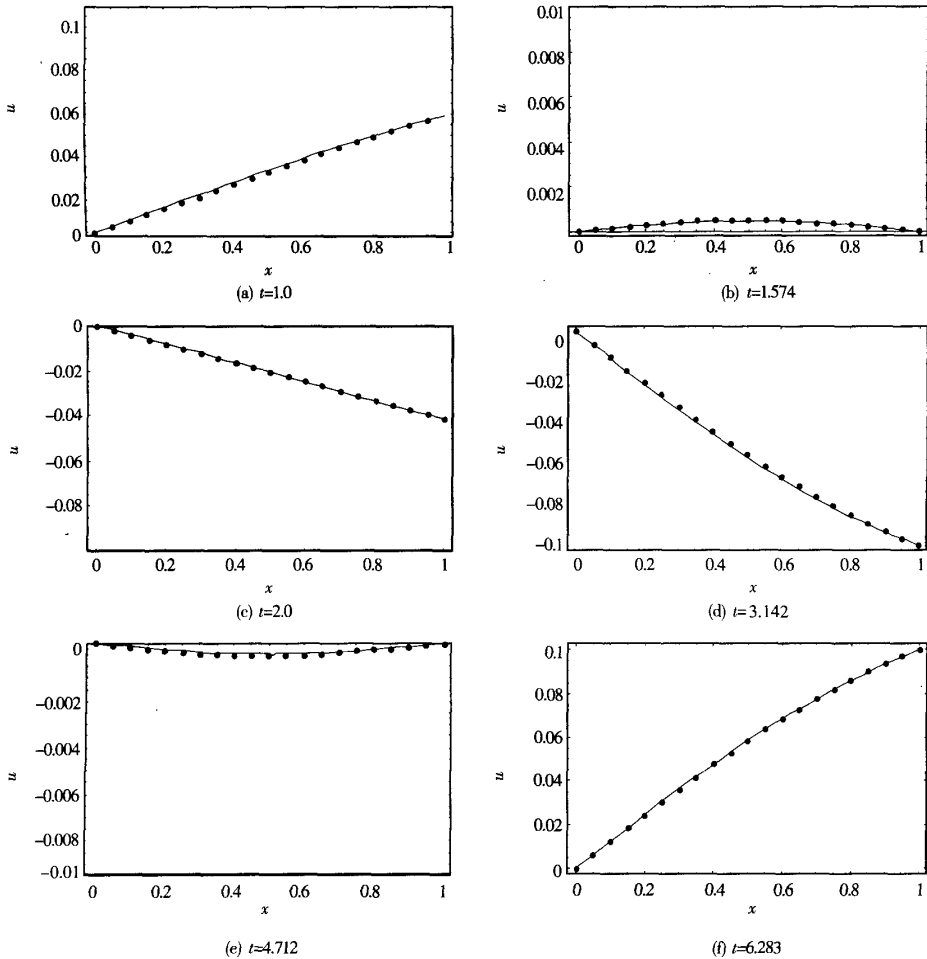 0.1
0.08
0.06
0.04
0.02
0
u
0 0.2 0.4 0.6 0.8 1
x
(a) t=1.0
0.01
0.008
0.006
0.004
0.002
u
0 0.2 0.4 0.6 0.8 1
x
(b) t=1.574
0
-0.02
-0.04
-0.06
-0.08
u
0 0.2 0.4 0.6 0.8 1
x
(c) t=2.0
0
-0.02
-0.04
-0.06
-0.08
-0.1
u
0 0.2 0.4 0.6 0.8 1
x
(d) t=3.142
0
-0.002
-0.004
-0.006
-0.008
-0.01
u
0 0.2 0.4 0.6 0.8 1
x
(e) t=4.712
0.1
0.08
0.06
0.04
0.02
0
u
0 0.2 0.4 0.6 0.8 1
x
(f) t=6.283